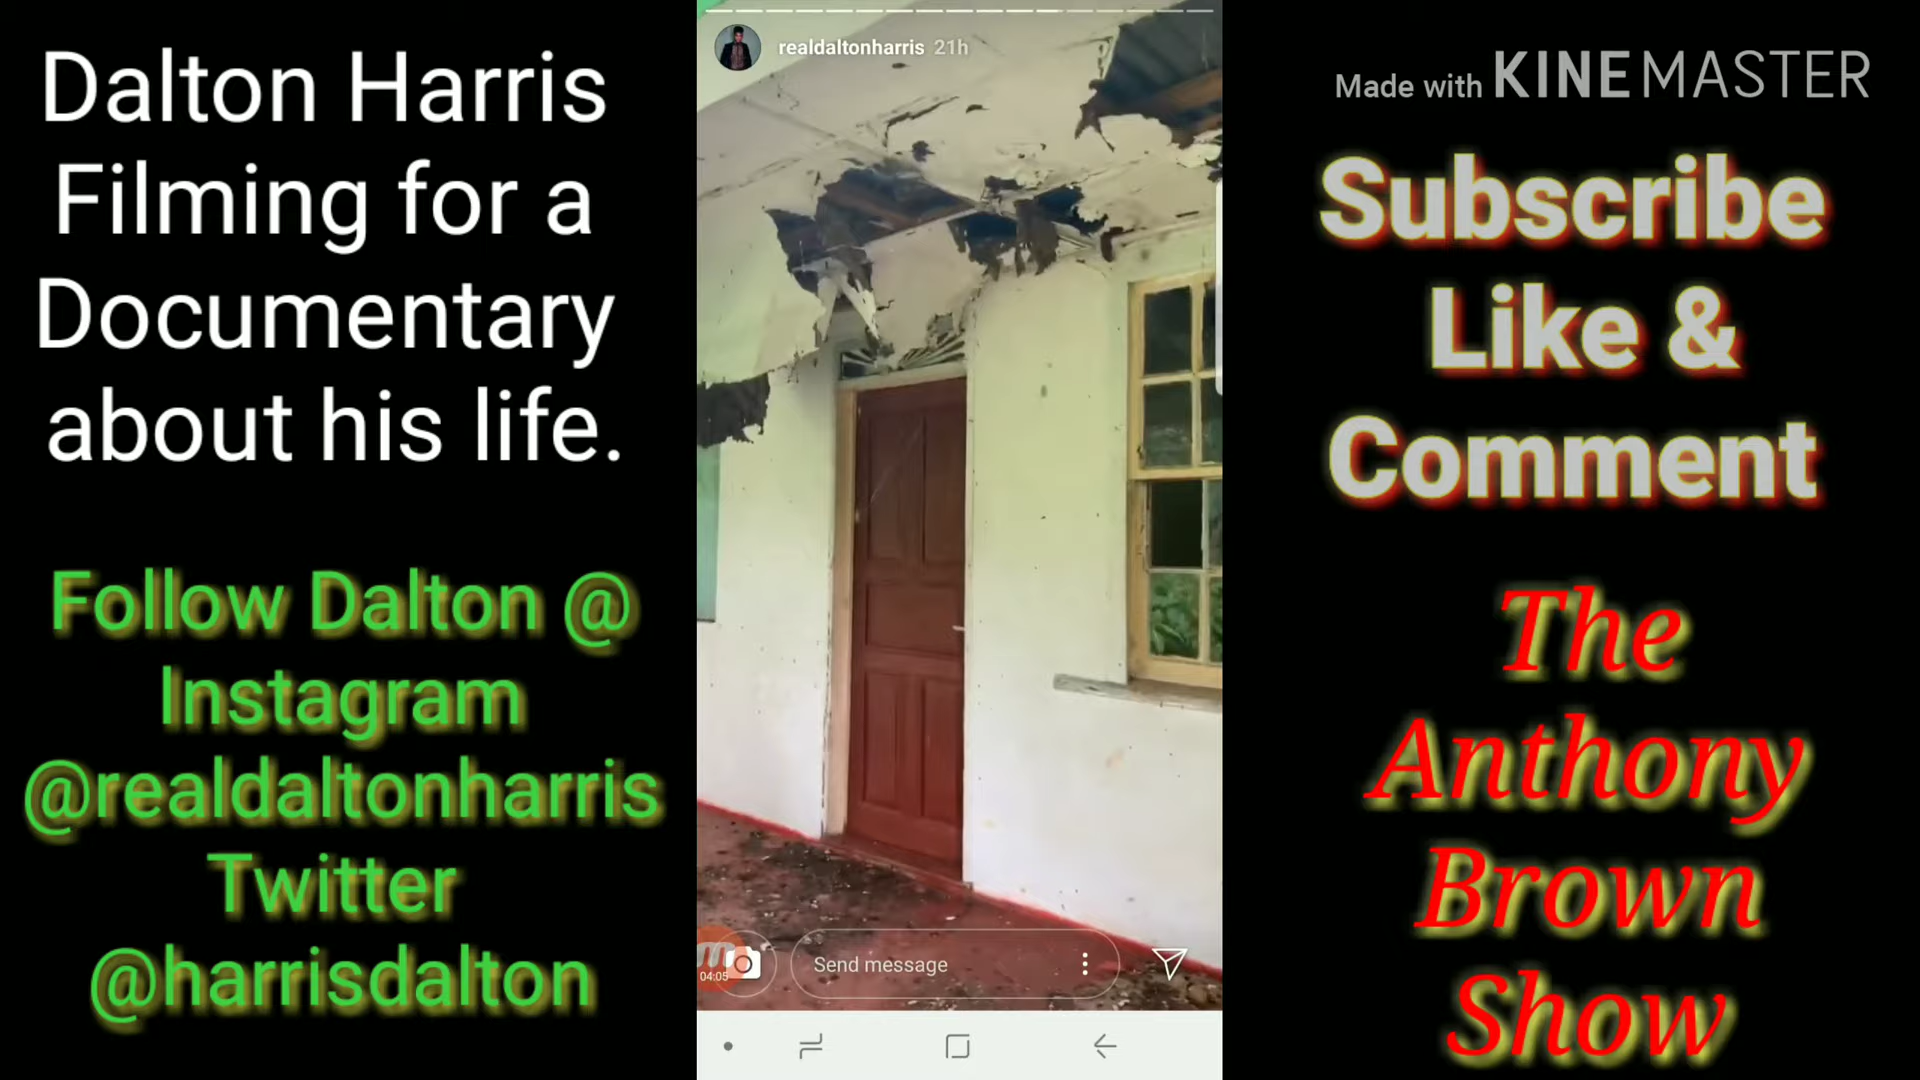 Dalton Harris
Filming for a
Documentary
about his life.
Follow Dalton @
Instagram
@realdaltonharris
Twitter
@harrisdalton
realdaltonharris 21h
04:05
Send message
Made with KINEMASTER
Subscribe
Like &
Comment
The
Anthony
Brown
Show